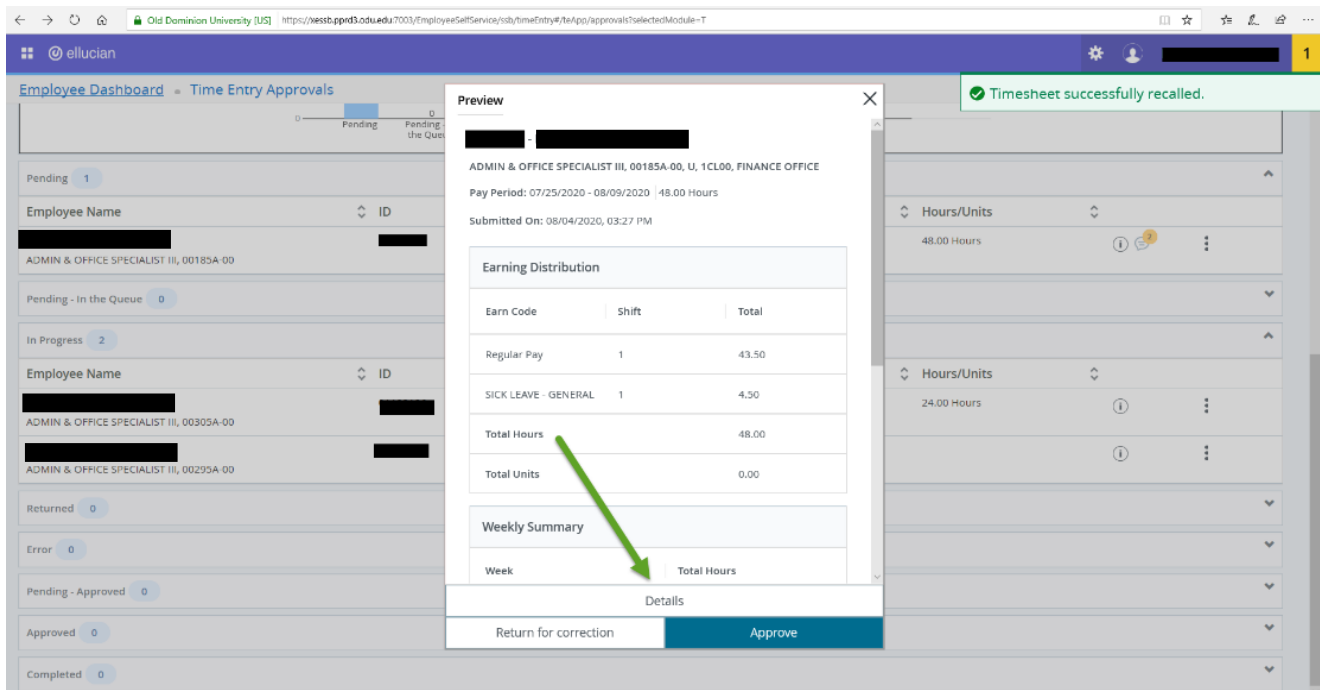 Old Dominion University [US] https://xessb.pprd3.odu.edu:7003/EmployeeSelfService/ssb/timeEntry#/teApp/approvals?selectedModule=T
ellucian 1
Employee Dashboard Time Entry Approvals
Timesheet successfully recalled.
0 Pending
0 Pending -
the Que
Pending 1
Employee Name ID Hours/Units
48.00 Hours 2
ADMIN & OFFICE SPECIALIST III, 00185A-00
Pending - In the Queue 0
In Progress 2
Employee Name ID Hours/Units
24.00 Hours
ADMIN & OFFICE SPECIALIST III, 00305A-00
ADMIN & OFFICE SPECIALIST III, 00295A-00
Returned 0
Error 0
Pending - Approved 0
Approved 0
Completed 0
Preview
-
ADMIN & OFFICE SPECIALIST III, 00185A-00, U, 1CL00, FINANCE OFFICE
Pay Period: 07/25/2020 - 08/09/2020 48.00 Hours
Submitted On: 08/04/2020, 03:27 PM
Earning Distribution
Earn Code Shift Total
Regular Pay 1 43.50
SICK LEAVE - GENERAL 1 4.50
Total Hours 48.00
Total Units 0.00
Weekly Summary
Week Total Hours
Details
Return for correction Approve